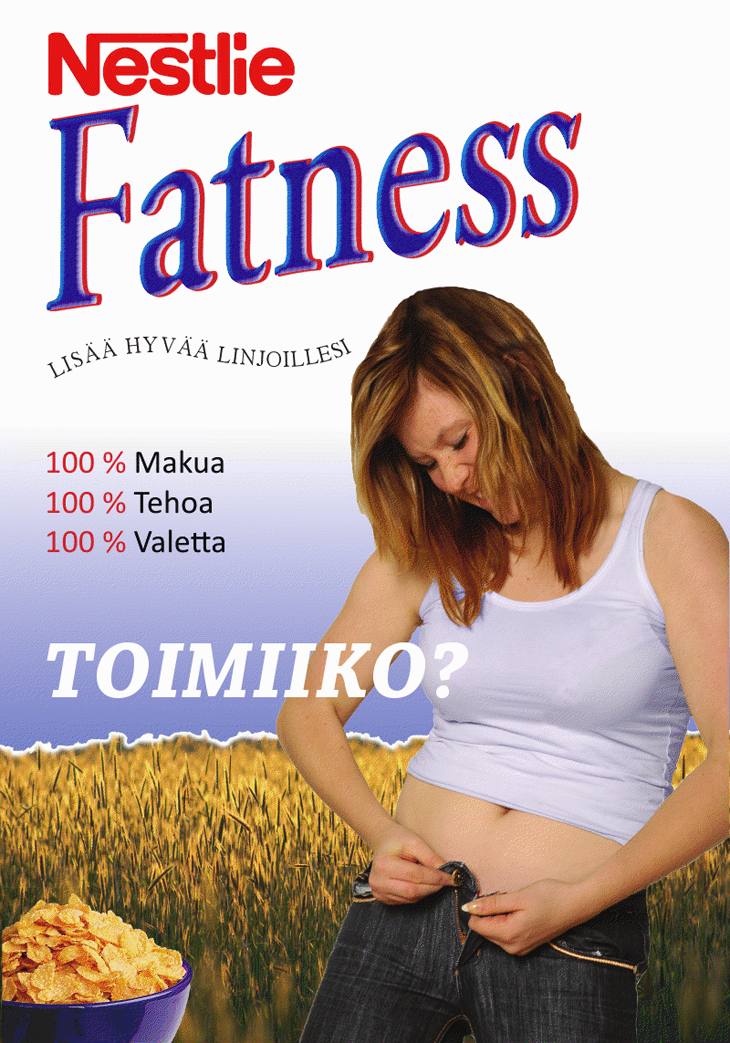 Nestlie
Fatness
LISÄÄ HYVÄÄ LINJOILLESI
100 % Makua
100 % Tehoa
100 % Valetta
TOIMIIKO?